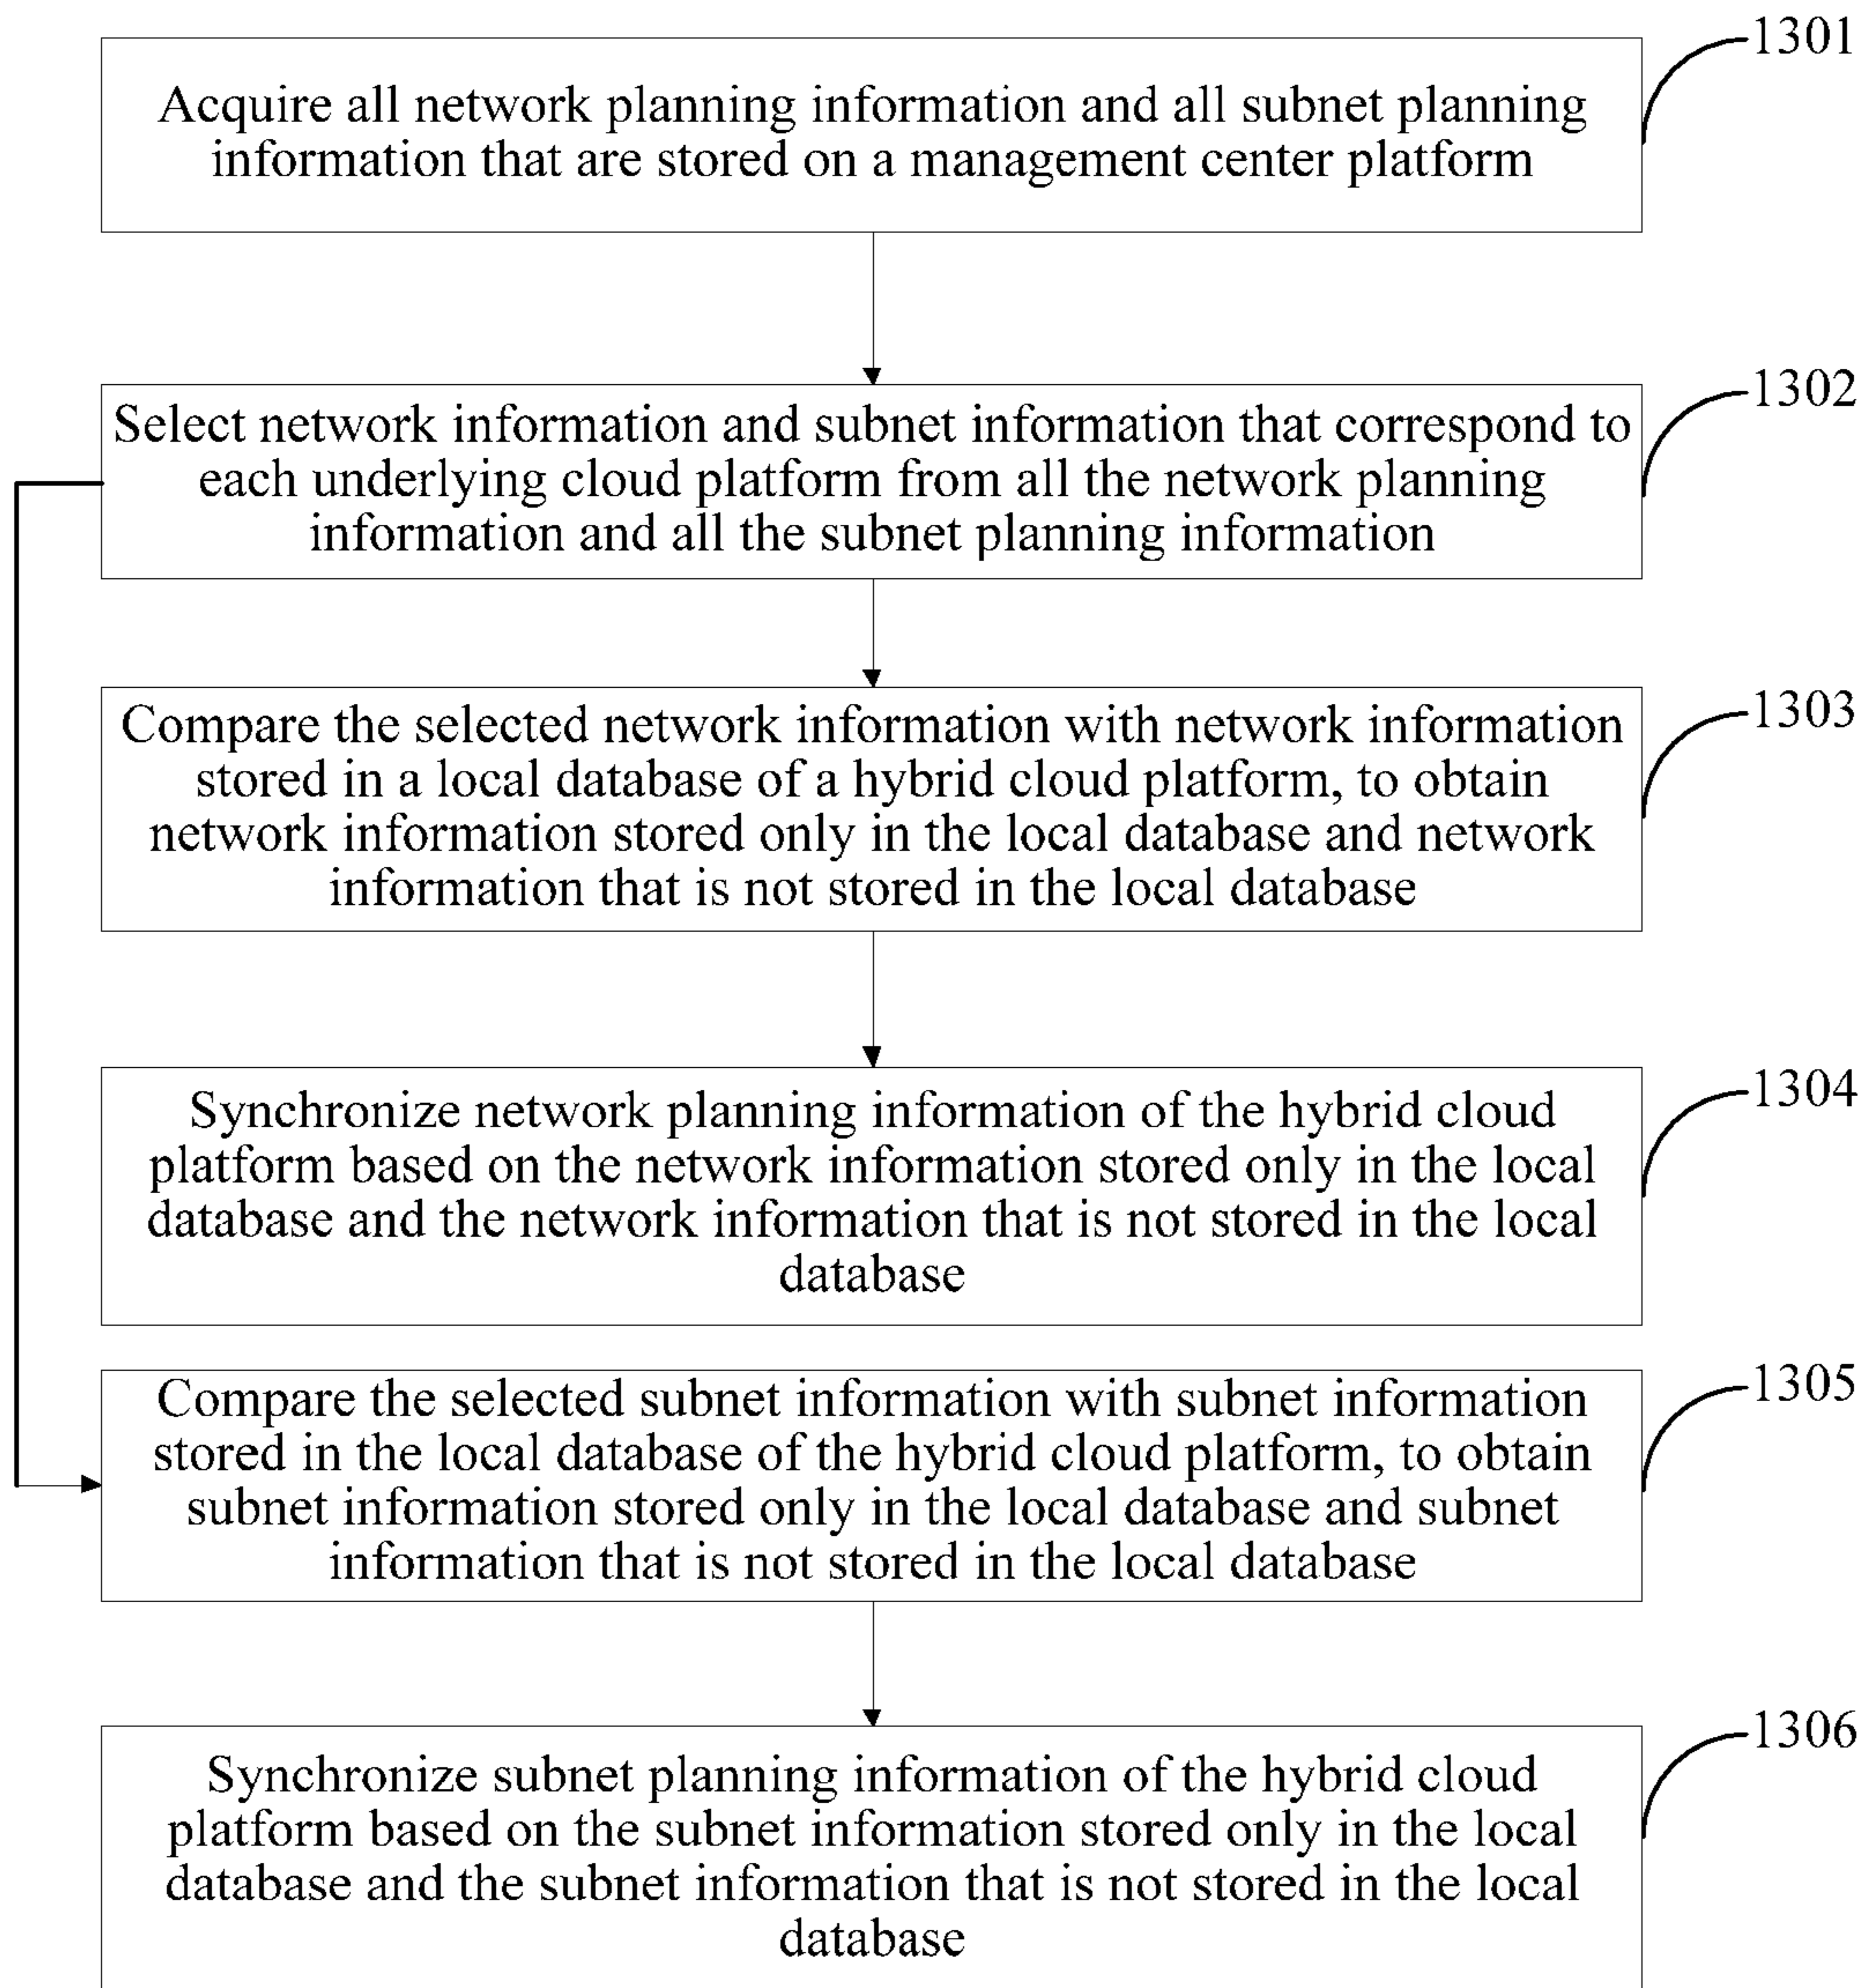 1301
Acquire all network planning information and all subnet planning
information that are stored on a management center platform
1302
Select network information and subnet information that correspond to
each underlying cloud platform from all the network planning
information and all the subnet planning information
1303
Compare the selected network information with network information
stored in a local database of a hybrid cloud platform, to obtain
network information stored only in the local database and network
information that is not stored in the local database
1304
Synchronize network planning information of the hybrid cloud
platform based on the network information stored only in the local
database and the network information that is not stored in the local
database
1305
Compare the selected subnet information with subnet information
stored in the local database of the hybrid cloud platform, to obtain
subnet information stored only in the local database and subnet
information that is not stored in the local database
1306
Synchronize subnet planning information of the hybrid cloud
platform based on the subnet information stored only in the local
database and the subnet information that is not stored in the local
database